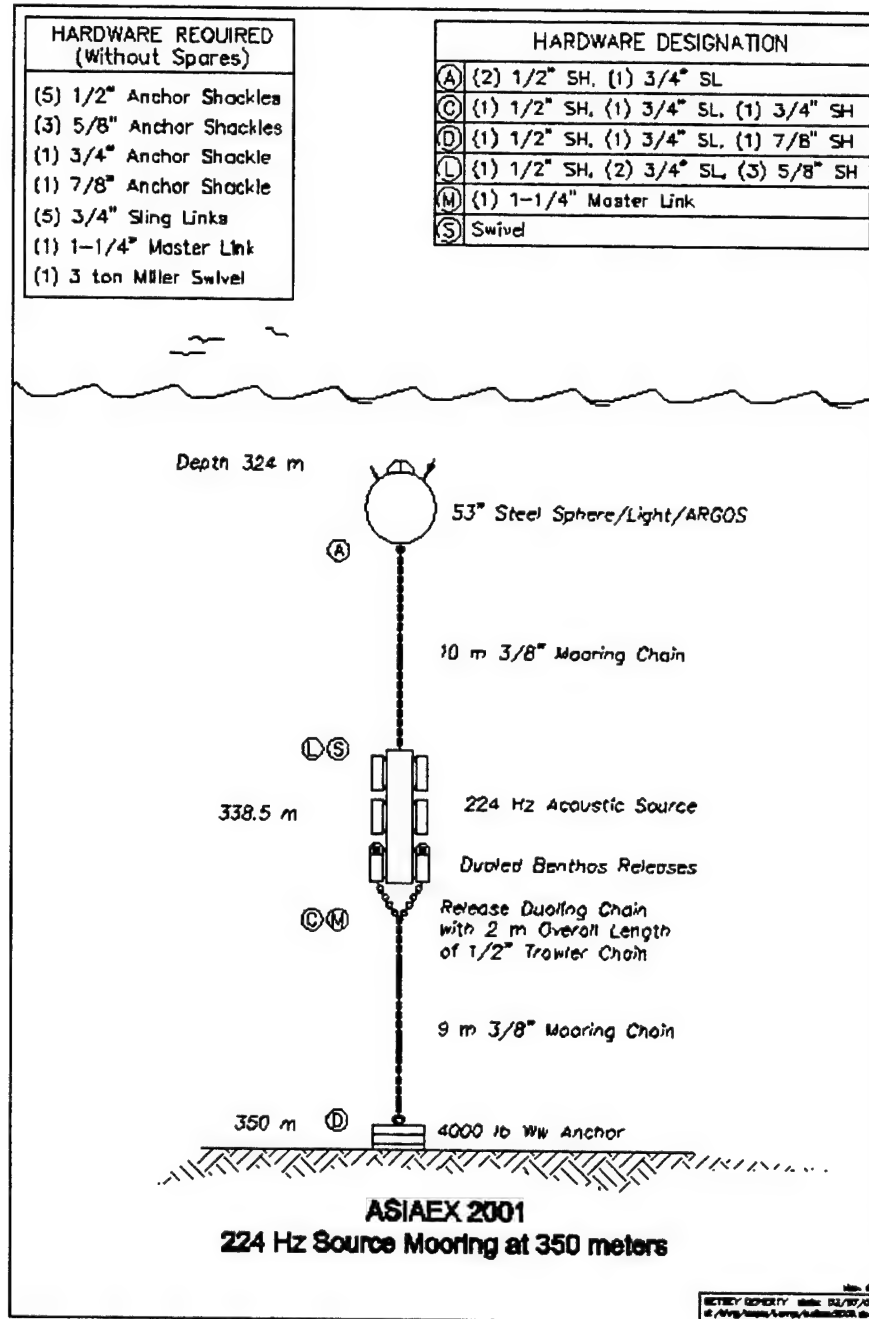 HARDWARE REQUIRED
(Without Spares)
(5) 1/2" Anchor Shackles
(3) 5/8" Anchor Shackles
(1) 3/4" Anchor Shackle
(1) 7/8" Anchor Shackle
(5) 3/4" Sling Links
(1) 1-1/4" Master Link
(1) 3 ton Miller Swivel
HARDWARE DESIGNATION
A (2) 1/2" SH, (1) 3/4" SL
C (1) 1/2" SH, (1) 3/4" SL, (1) 3/4" SH
D (1) 1/2" SH, (1) 3/4" SL, (1) 7/8" SH
L (1) 1/2" SH, (2) 3/4" SL, (3) 5/8" SH
M (1) 1-1/4" Master Link
S Swivel
Depth 324 m
53" Steel Sphere/Light/ARGOS
A
10 m 3/8" Mooring Chain
L S
338.5 m
224 Hz Acoustic Source
Dualed Benthos Releases
C M
Release Dualing Chain
with 2 m Overall Length
of 1/2" Trawler Chain
9 m 3/8" Mooring Chain
350 m D
4000 lb Ww Anchor
ASIAEX 2001
224 Hz Source Mooring at 350 meters
BETSEY DOHERTY